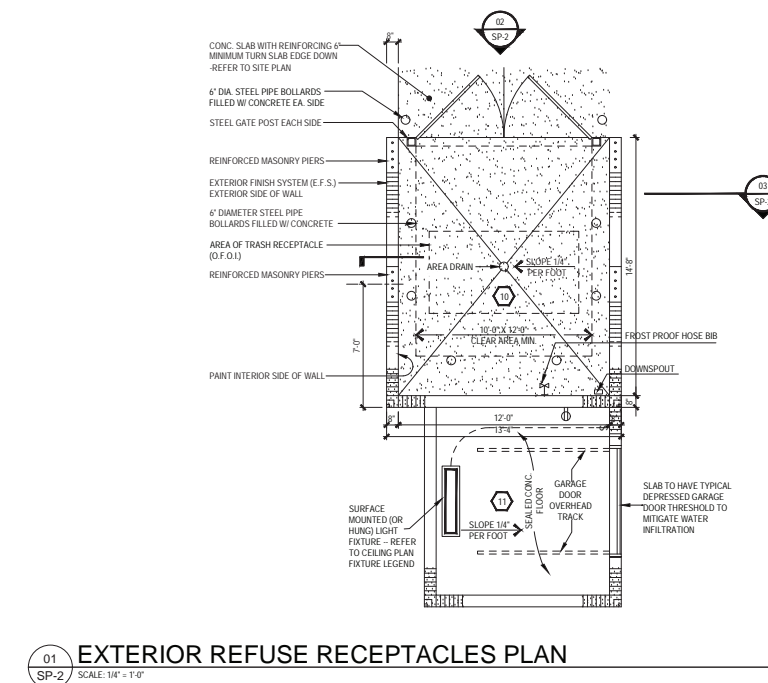 02
SP-2
8"
CONC. SLAB WITH REINFORCING 6"
MINIMUM TURN SLAB EDGE DOWN
-REFER TO SITE PLAN
6" DIA. STEEL PIPE BOLLARDS
FILLED W/ CONCRETE EA. SIDE
STEEL GATE POST EACH SIDE
REINFORCED MASONRY PIERS
EXTERIOR FINISH SYSTEM (E.F.S.)
EXTERIOR SIDE OF WALL
03
6" DIAMETER STEEL PIPE
BOLLARDS FILLED W/ CONCRETE
AREA OF TRASH RECEPTACLE
(O.F.O.I.)
REINFORCED MASONRY PIERS
AREA DRAIN
SLOPE 1/4"
PER FOOT
14'-8"
10
10'-0" X 12'-0"
CLEAR AREA MIN.
7'-0"
FROST PROOF HOSE BIB
PAINT INTERIOR SIDE OF WALL
DOWNSPOUT
8"
8"
12'-0"
13'-4"
SURFACE
MOUNTED (OR
HUNG) LIGHT
FIXTURE – REFER
TO CEILING PLAN
FIXTURE LEGEND
11
SLOPE 1/4"
PER FOOT
SEALED CONC.
FLOOR
GARAGE
DOOR
OVERHEAD
TRACK
SLAB TO HAVE TYPICAL
DEPRESSED GARAGE
DOOR THRESHOLD TO
MITIGATE WATER
INFILTRATION
01
SP-2
EXTERIOR REFUSE RECEPTACLES PLAN
SCALE: 1/4" = 1'-0"